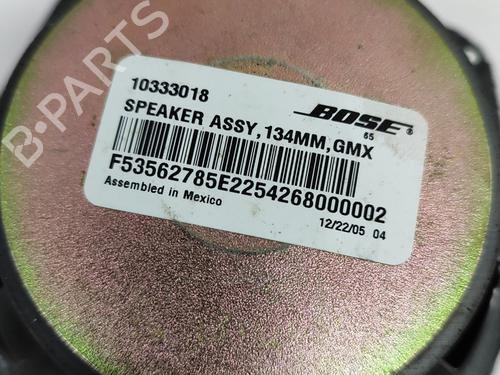 10333018
BOSE®
65
SPEAKER ASSY,134MM,GMX
F53562785E2254268000002
Assembled in Mexico
12/22/05 04
B-PARTS